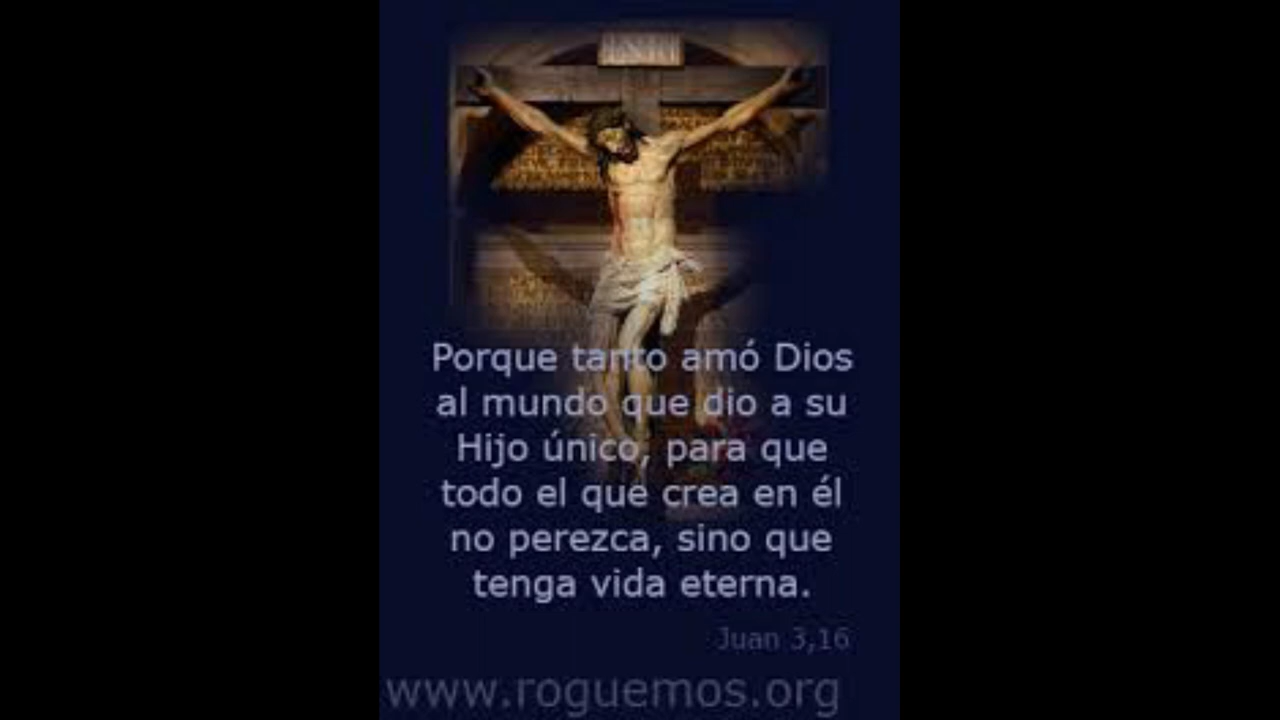 INRI
Porque tanto amó Dios
al mundo que dio a su
Hijo único, para que
todo el que crea en él
no perezca, sino que
tenga vida eterna.
Juan 3,16
www.roguemos.org